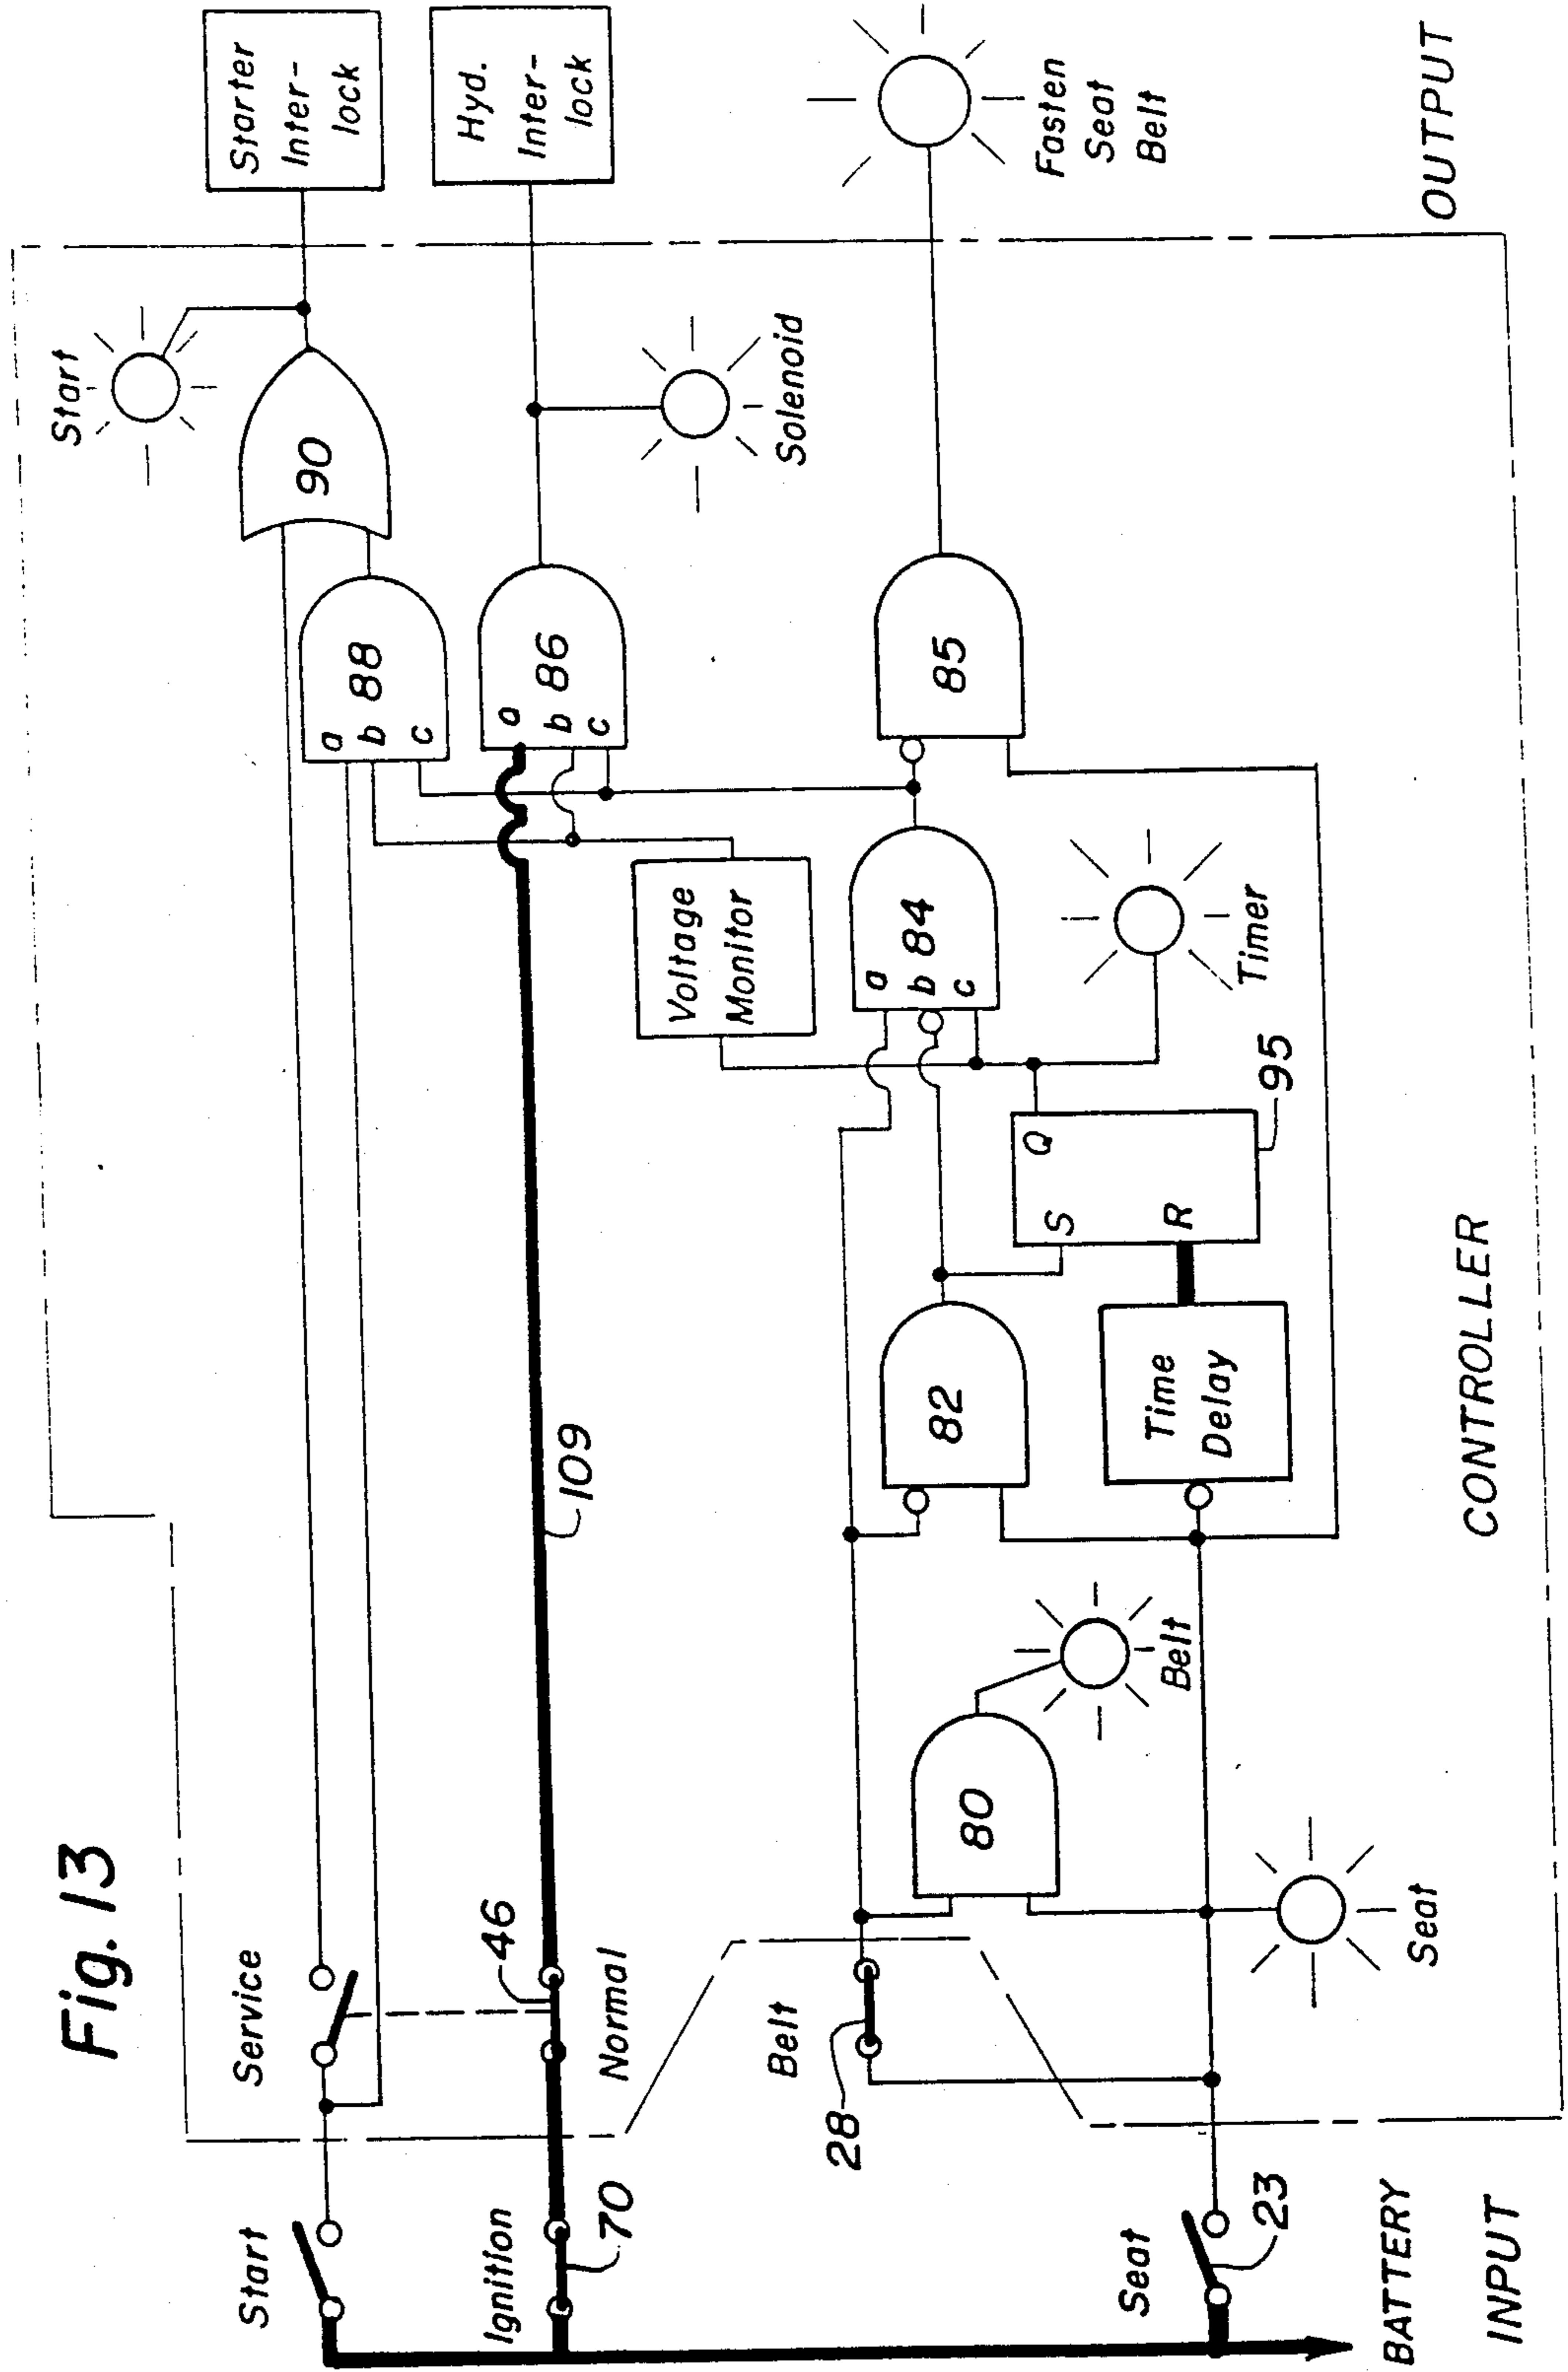 Fig. 13
Start
Service
Ignition
70
46
Normal
109
Belt
28
Seat
23
BATTERY
INPUT
80
Belt
Seat
82
Time
Delay
S
Q
R
95
Timer
Voltage
Monitor
a
b
c
84
85
a
b
c
88
a
b
c
86
90
Start
Solenoid
Starter
Inter-
lock
Hyd.
Inter-
lock
Fasten
Seat
Belt
CONTROLLER
OUTPUT